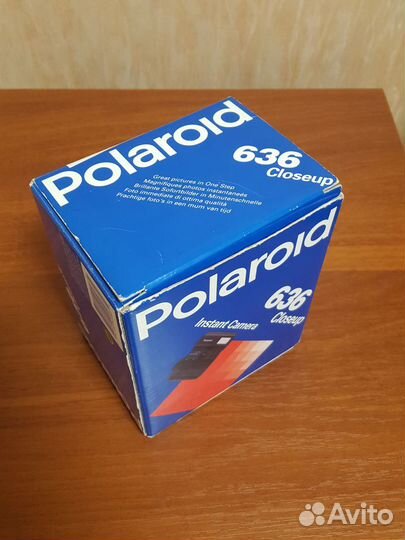 Polaroid
636
Closeup
Great pictures in One Step
Magnifiques photos instantanées
Brillante Sofortbilder in Minutenschnelle
Foto immediate di ottima qualità
Prachtige foto's in een mum van tijd
Polaroid
636
Closeup
Instant Camera
Avito